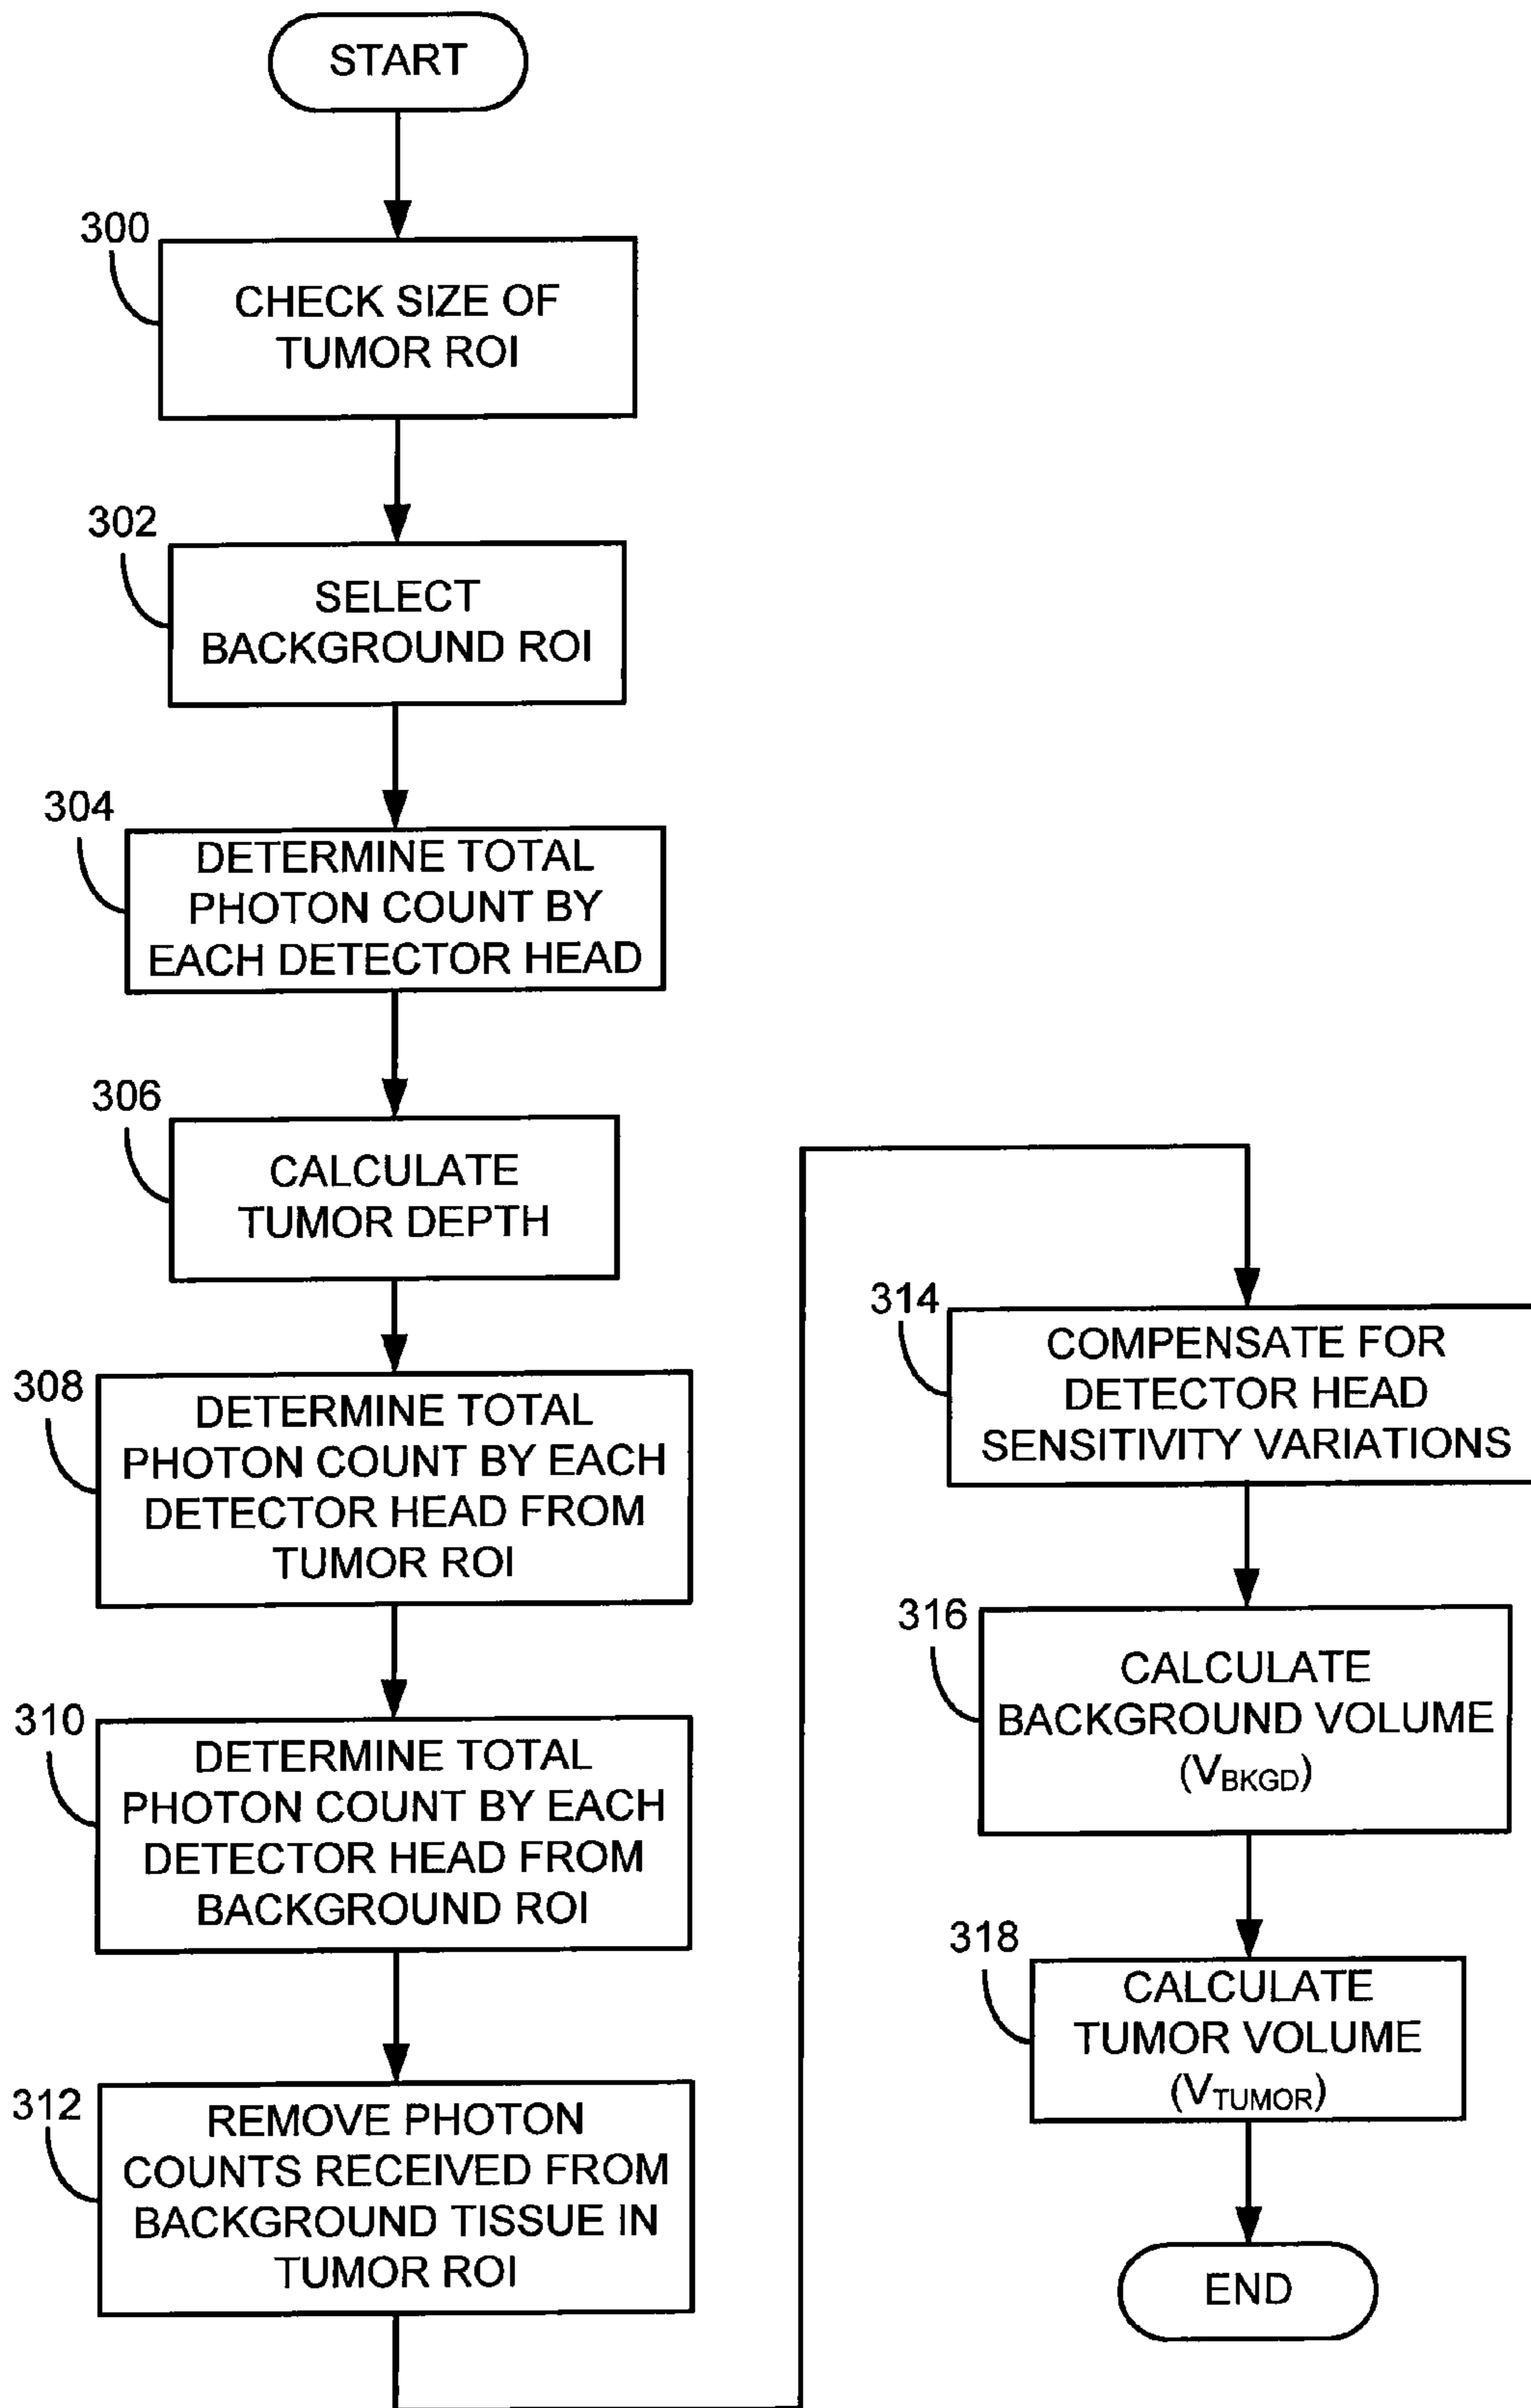 START
300
CHECK SIZE OF
TUMOR ROI
302
SELECT
BACKGROUND ROI
304
DETERMINE TOTAL
PHOTON COUNT BY
EACH DETECTOR HEAD
306
CALCULATE
TUMOR DEPTH
308
DETERMINE TOTAL
PHOTON COUNT BY EACH
DETECTOR HEAD FROM
TUMOR ROI
310
DETERMINE TOTAL
PHOTON COUNT BY EACH
DETECTOR HEAD FROM
BACKGROUND ROI
312
REMOVE PHOTON
COUNTS RECEIVED FROM
BACKGROUND TISSUE IN
TUMOR ROI
314
COMPENSATE FOR
DETECTOR HEAD
SENSITIVITY VARIATIONS
316
CALCULATE
BACKGROUND VOLUME
(VBKGD)
318
CALCULATE
TUMOR VOLUME
(VTUMOR)
END